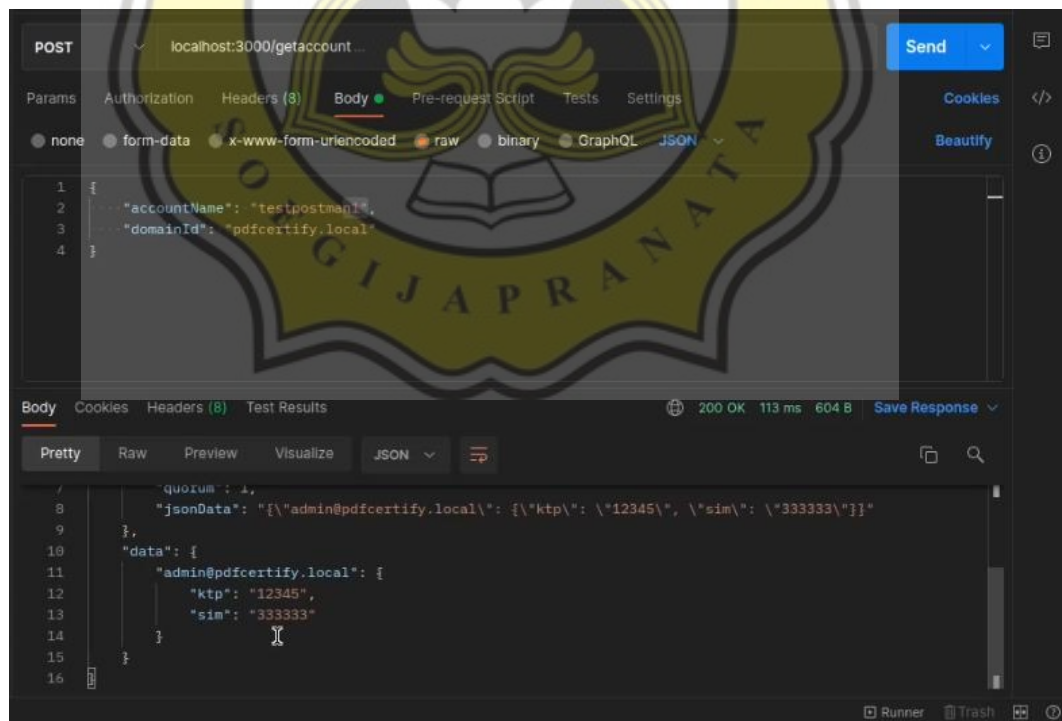 POST localhost:3000/getaccount ... Send
Params Authorization Headers (8) Body Pre-request Script Tests Settings Cookies
none form-data x-www-form-urlencoded raw binary GraphQL JSON Beautify
1 {
2 "accountName": "testpostman1",
3 "domainId": "pdfcertify.local"
4 }
SOEGIJAPRANATA
Body Cookies Headers (8) Test Results 200 OK 113 ms 604 B Save Response
Pretty Raw Preview Visualize JSON
7 "quorum": 1,
8 "jsonData": "{\"admin@pdfcertify.local\": {\"ktp\": \"12345\", \"sim\": \"333333\"}}"
9 },
10 "data": {
11 "admin@pdfcertify.local": {
12 "ktp": "12345",
13 "sim": "333333"
14 }
15 }
16 }
Runner Trash